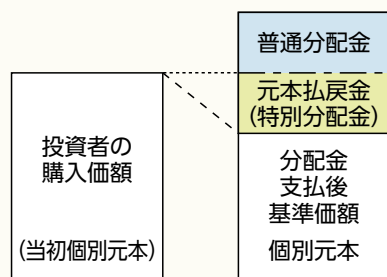 普通分配金
元本払戻金
(特別分配金)
投資者の
購入価額
(当初個別元本)
分配金
支払後
基準価額
個別元本